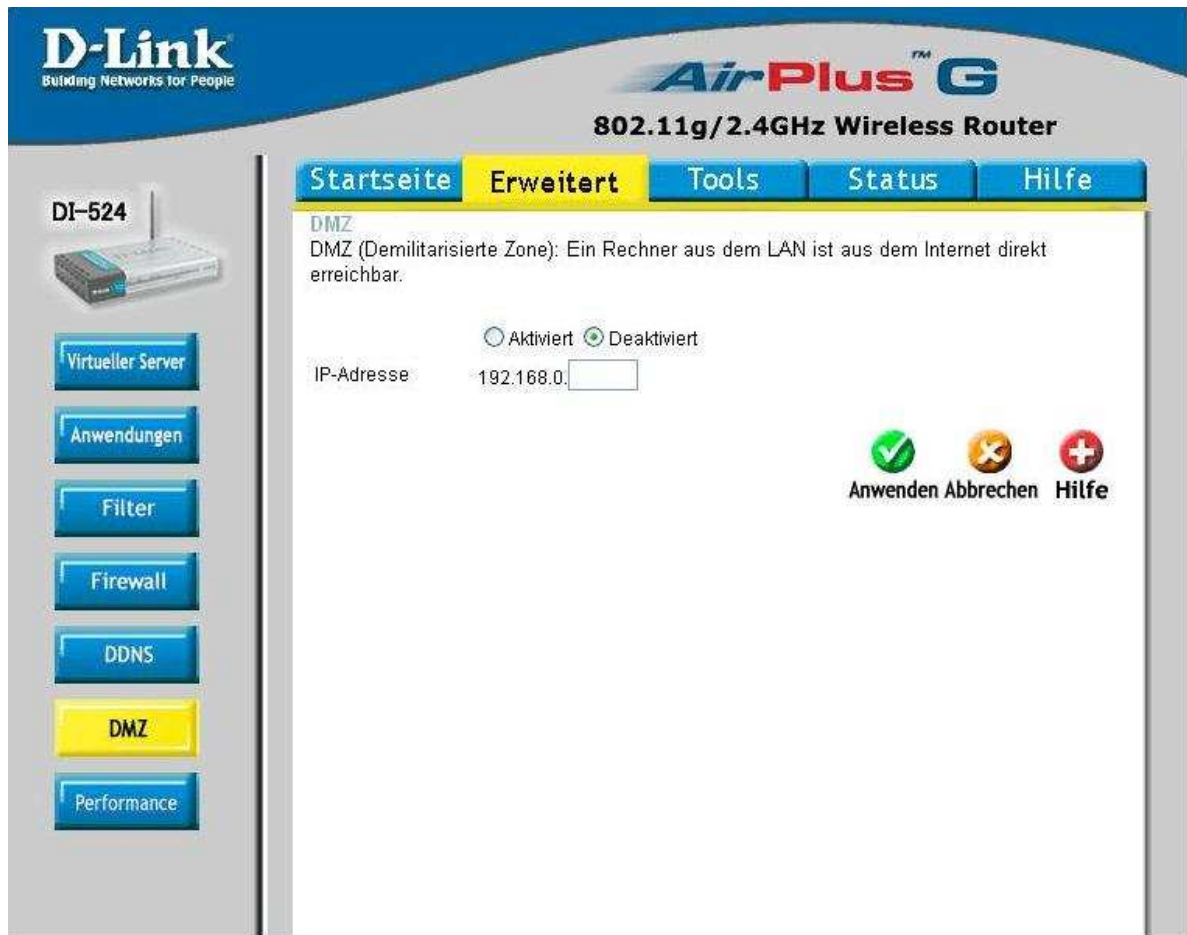 D-Link
Building Networks for People
AirPlus™ G
802.11g/2.4GHz Wireless Router
DI-524
Startseite Erweitert Tools Status Hilfe
DMZ
DMZ (Demilitarisierte Zone): Ein Rechner aus dem LAN ist aus dem Internet direkt
erreichbar.
Aktiviert Deaktiviert
IP-Adresse 192.168.0.
Anwenden Abbrechen Hilfe
Virtueller Server
Anwendungen
Filter
Firewall
DDNS
DMZ
Performance